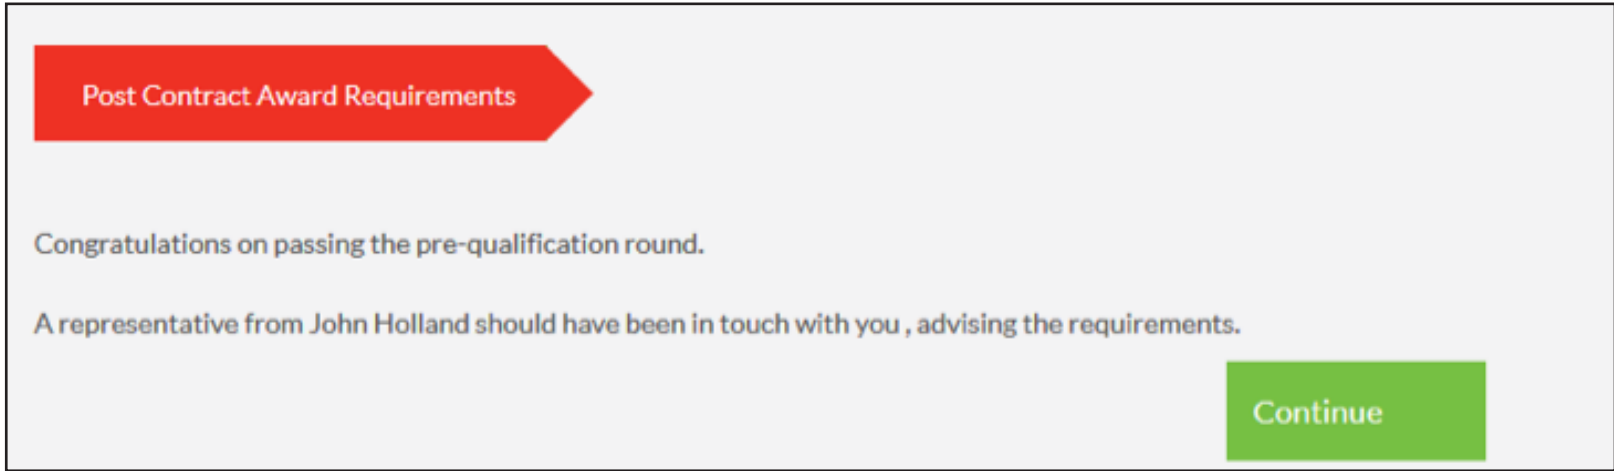 Post Contract Award Requirements
Congratulations on passing the pre-qualification round.
A representative from John Holland should have been in touch with you , advising the requirements.
Continue